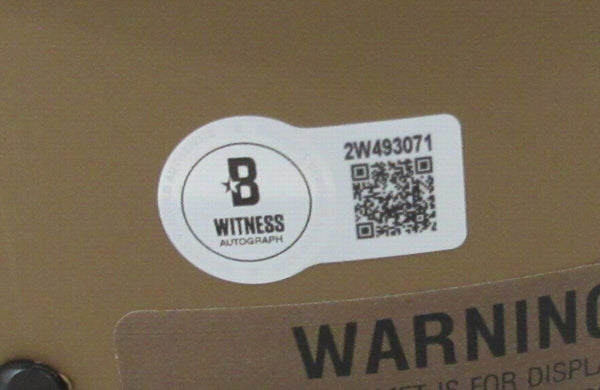 2W493071
B
WITNESS
AUTOGRAPH
WARNING
IS FOR DISPLA